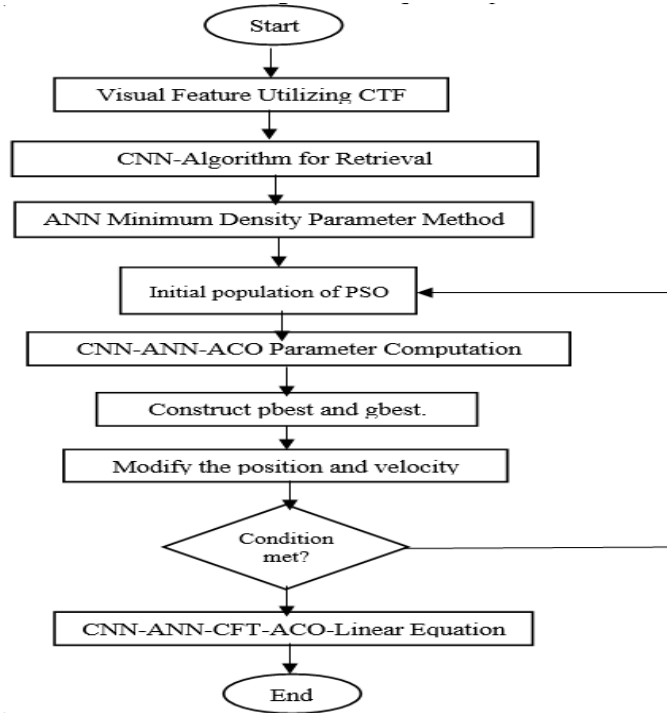 Start
Visual Feature Utilizing CTF
CNN-Algorithm for Retrieval
ANN Minimum Density Parameter Method
Initial population of PSO
CNN-ANN-ACO Parameter Computation
Construct pbest and gbest.
Modify the position and velocity
Condition
met?
CNN-ANN-CFT-ACO-Linear Equation
End